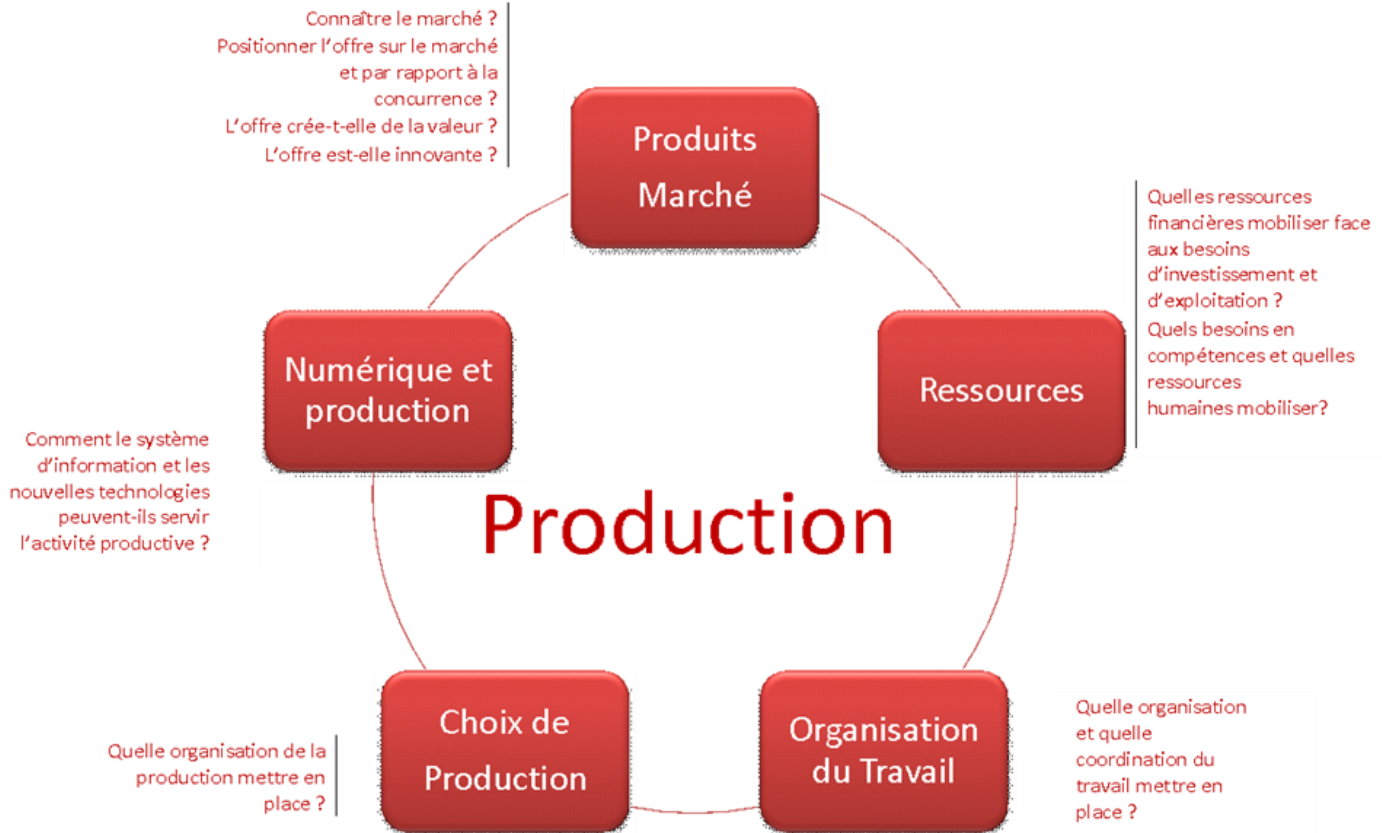 Connaître le marché ?
Positionner l'offre sur le marché
et par rapport à la
concurrence ?
L'offre crée-t-elle de la valeur ?
L'offre est-elle innovante ?
Produits
Marché
Quelles ressources
financières mobiliser face
aux besoins
d'investissement et
d'exploitation ?
Quels besoins en
compétences et quelles
ressources
humaines mobiliser?
Ressources
Numérique et
production
Comment le système
d'information et les
nouvelles technologies
peuvent-ils servir
l'activité productive ?
Production
Choix de
Production
Quelle organisation de la
production mettre en
place ?
Organisation
du Travail
Quelle organisation
et quelle
coordination du
travail mettre en
place ?